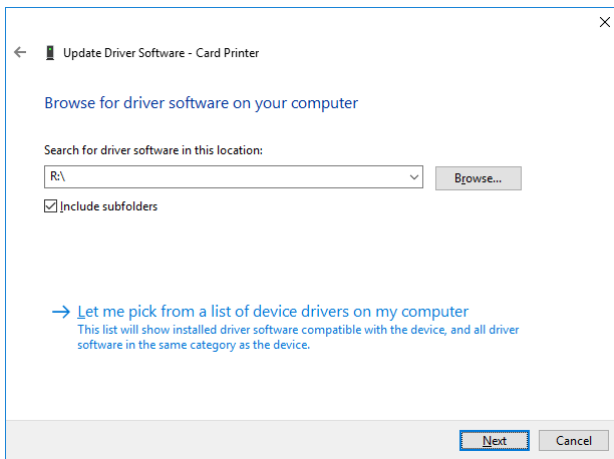 Update Driver Software - Card Printer
Browse for driver software on your computer
Search for driver software in this location:
R:\
Browse...
Include subfolders
Let me pick from a list of device drivers on my computer
This list will show installed driver software compatible with the device, and all driver
software in the same category as the device.
Next
Cancel